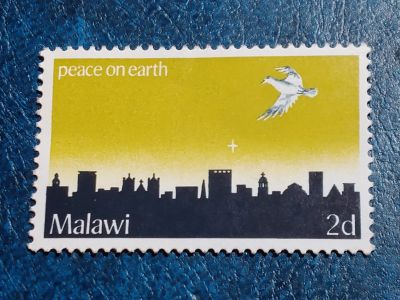 peace on earth
Malawi 2d